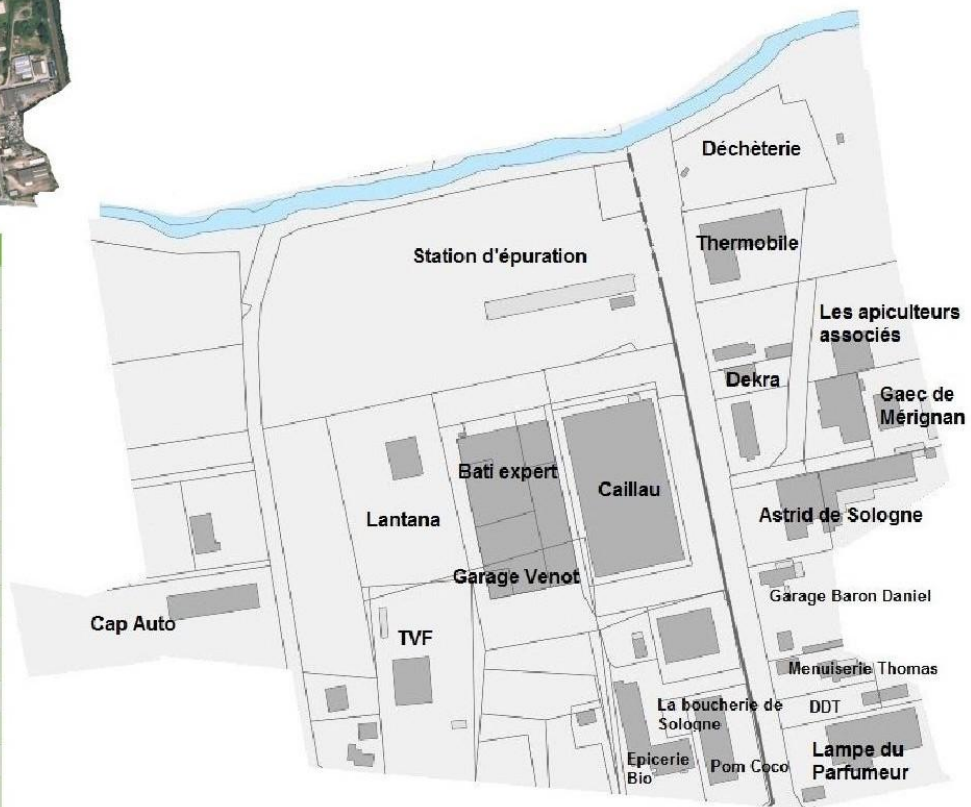 Déchèterie
Thermobile
Station d'épuration
Les apiculteurs
associés
Dekra
Gaec de
Mérignan
Bati expert
Caillau
Lantana
Astrid de Sologne
Garage Venot
Garage Baron Daniel
Cap Auto
TVF
Menuiserie Thomas
La boucherie de
Sologne
DDT
Epicerie
Bio
Pom Coco
Lampe du
Parfumeur